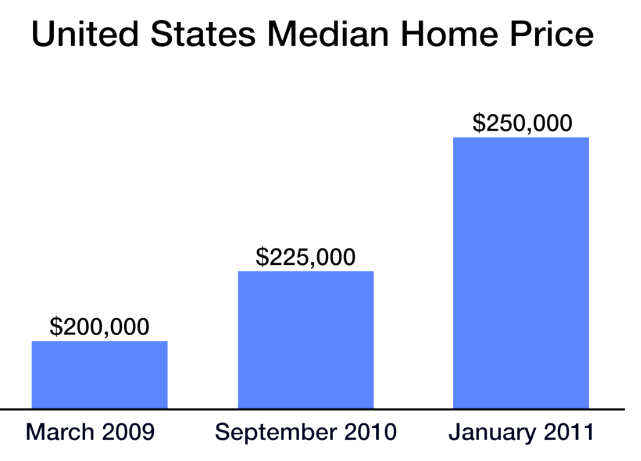 United States Median Home Price
$250,000
$225,000
$200,000
March 2009
September 2010
January 2011